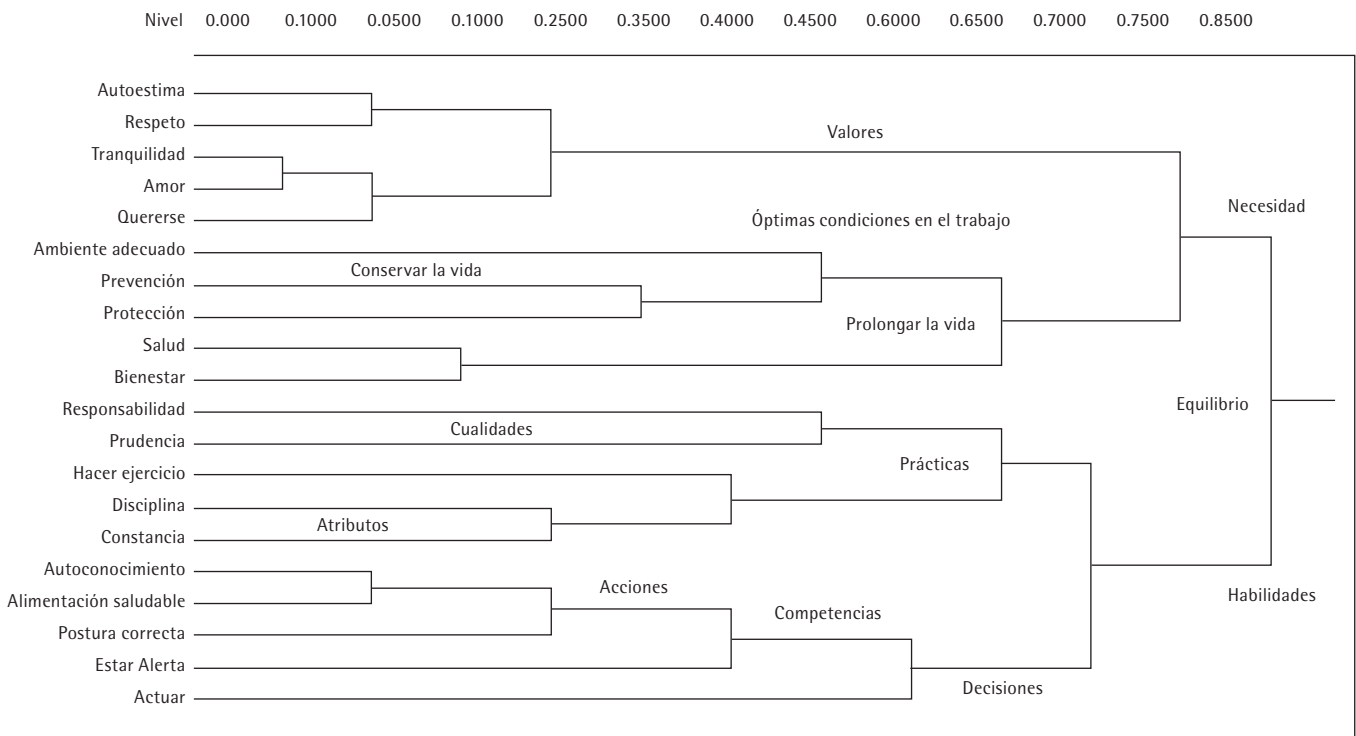 Nivel 0.000 0.1000 0.0500 0.1000 0.2500 0.3500 0.4000 0.4500 0.6000 0.6500 0.7000 0.7500 0.8500
Autoestima
Respeto
Valores
Tranquilidad
Amor
Quererse
Necesidad
Óptimas condiciones en el trabajo
Ambiente adecuado
Conservar la vida
Prevención
Protección
Prolongar la vida
Salud
Bienestar
Equilibrio
Responsabilidad
Cualidades
Prudencia
Prácticas
Hacer ejercicio
Disciplina
Atributos
Constancia
Autoconocimiento
Acciones
Alimentación saludable
Habilidades
Competencias
Postura correcta
Estar Alerta
Decisiones
Actuar